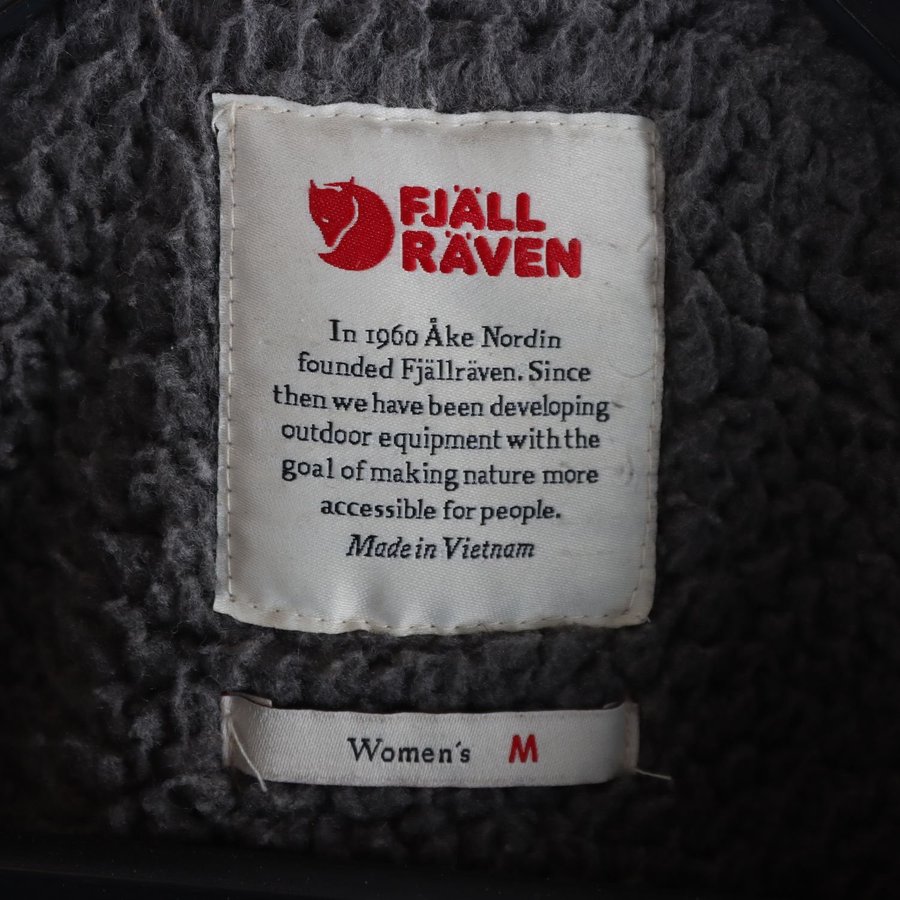 FJÄLL
RÄVEN
In 1960 Åke Nordin
founded Fjällräven. Since
then we have been developing
outdoor equipment with the
goal of making nature more
accessible for people.
Made in Vietnam
Women's M